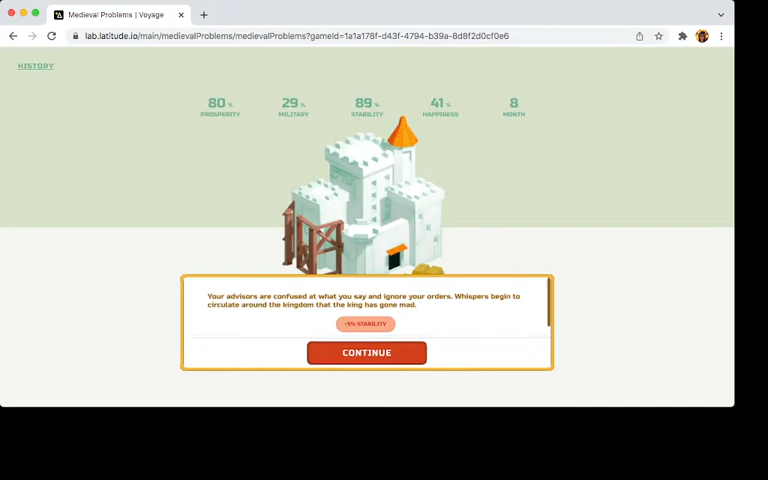 Medieval Problems | Voyage
lab.latitude.io/main/medievalProblems/medievalProblems?gameId=1a1a178f-d43f-4794-b39a-8d8f2d0cf0e6
HISTORY
80 % 29 % 89 % 41 % 8
PROSPERITY MILITARY STABILITY HAPPINESS MONTH
Your advisors are confused at what you say and ignore your orders. Whispers begin to
circulate around the kingdom that the king has gone mad.
-5% STABILITY
CONTINUE